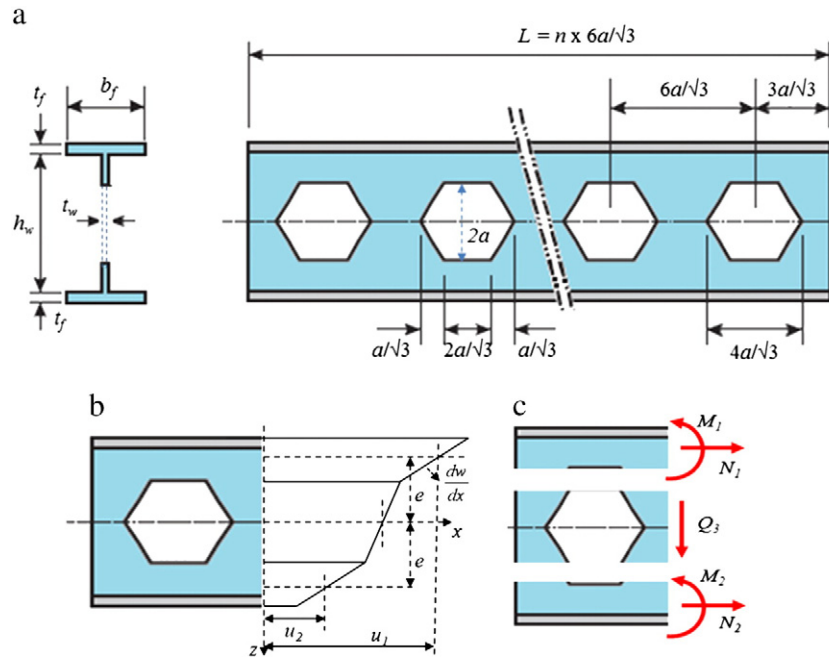 a
L = n x 6a/√3
t_f
b_f
6a/√3
3a/√3
h_w
t_w
2a
t_f
a/√3
2a/√3
a/√3
4a/√3
b
c
M_1
N_1
dw
dx
e
x
Q_3
e
M_2
N_2
u_2
u_1
z